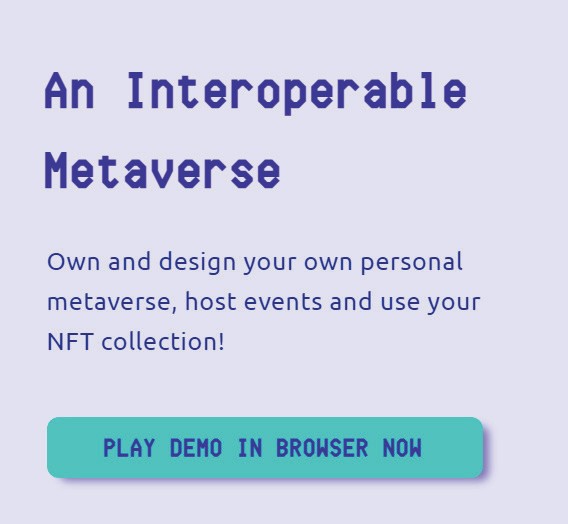 An Interoperable
Metaverse
Own and design your own personal
metaverse, host events and use your
NFT collection!
PLAY DEMO IN BROWSER NOW